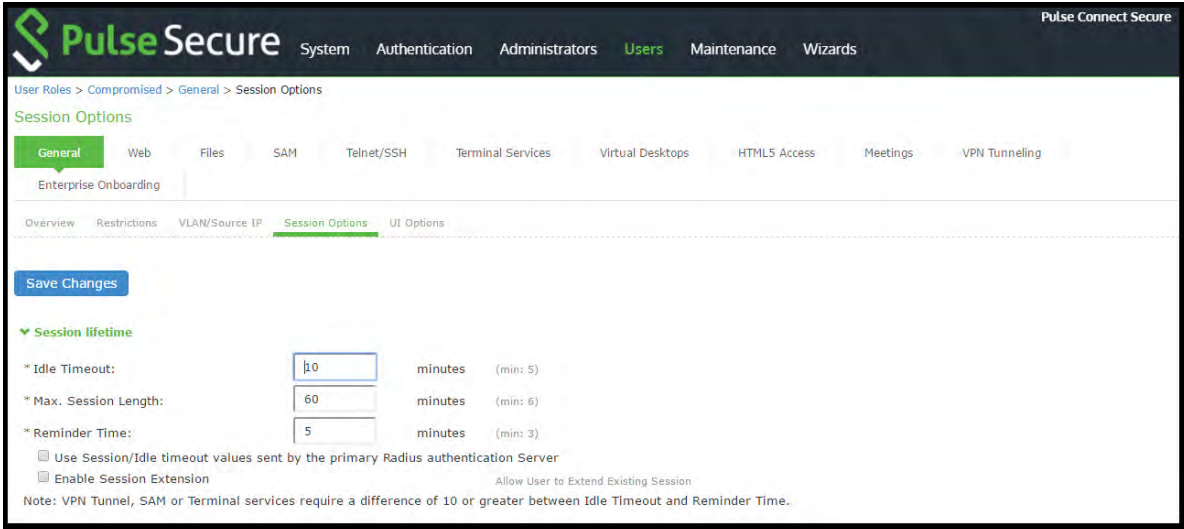 Pulse Connect Secure
Pulse Secure System Authentication Administrators Users Maintenance Wizards
User Roles > Compromised > General > Session Options
Session Options
General Web Files SAM Telnet/SSH Terminal Services Virtual Desktops HTML5 Access Meetings VPN Tunneling
Enterprise Onboarding
Overview Restrictions VLAN/Source IP Session Options UI Options
Save Changes
Session lifetime
* Idle Timeout: 10 minutes (min: 5)
* Max. Session Length: 60 minutes (min: 6)
* Reminder Time: 5 minutes (min: 3)
Use Session/Idle timeout values sent by the primary Radius authentication Server
Enable Session Extension Allow User to Extend Existing Session
Note: VPN Tunnel, SAM or Terminal services require a difference of 10 or greater between Idle Timeout and Reminder Time.